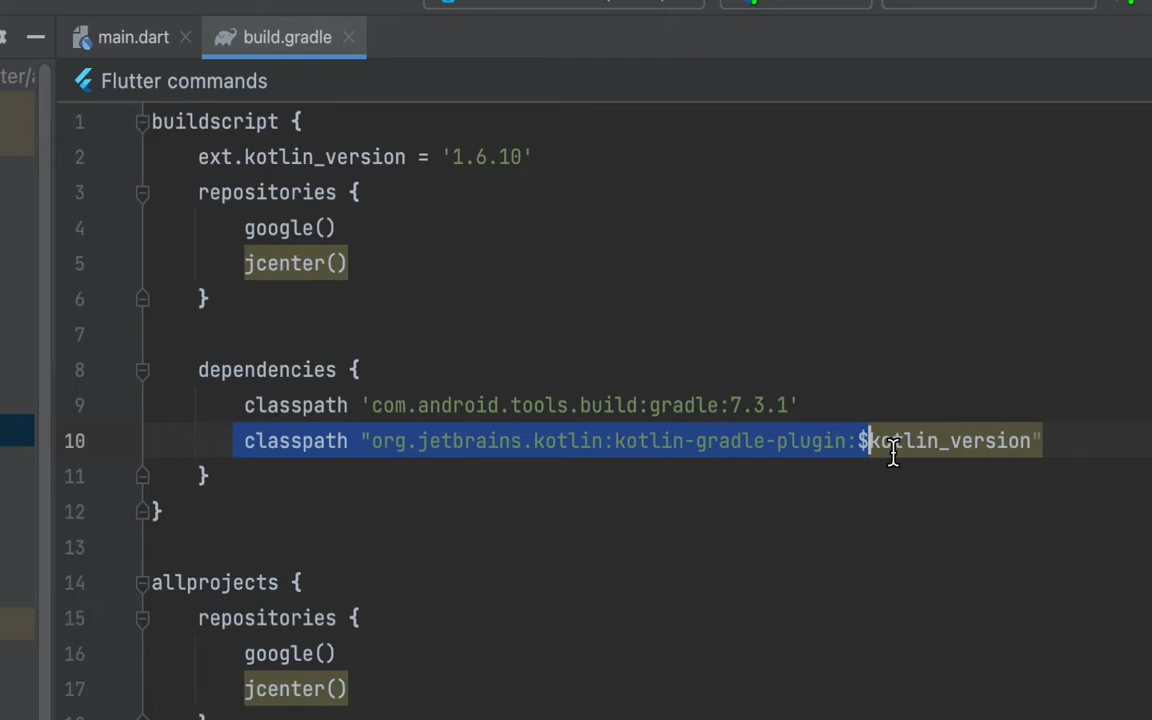 main.dart build.gradle
ter/
Flutter commands
1 buildscript {
2 ext.kotlin_version = '1.6.10'
3 repositories {
4 google()
5 jcenter()
6 }
7
8 dependencies {
9 classpath 'com.android.tools.build:gradle:7.3.1'
10 classpath "org.jetbrains.kotlin:kotlin-gradle-plugin:$kotlin_version"
11 }
12 }
13
14 allprojects {
15 repositories {
16 google()
17 jcenter()
}